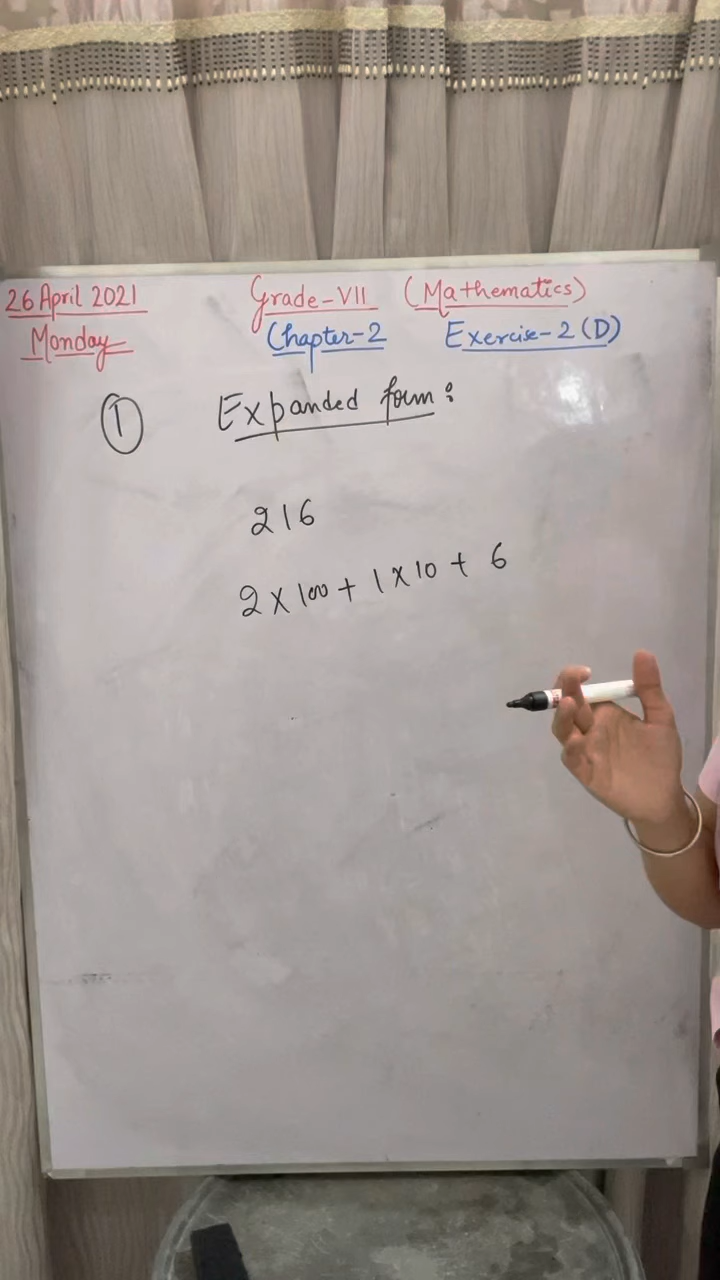 26 April 2021 Grade-VII (Mathematics)
Monday Chapter-2 Exercise-2(D)
1 Expanded form:
216
2 × 100 + 1 × 10 + 6